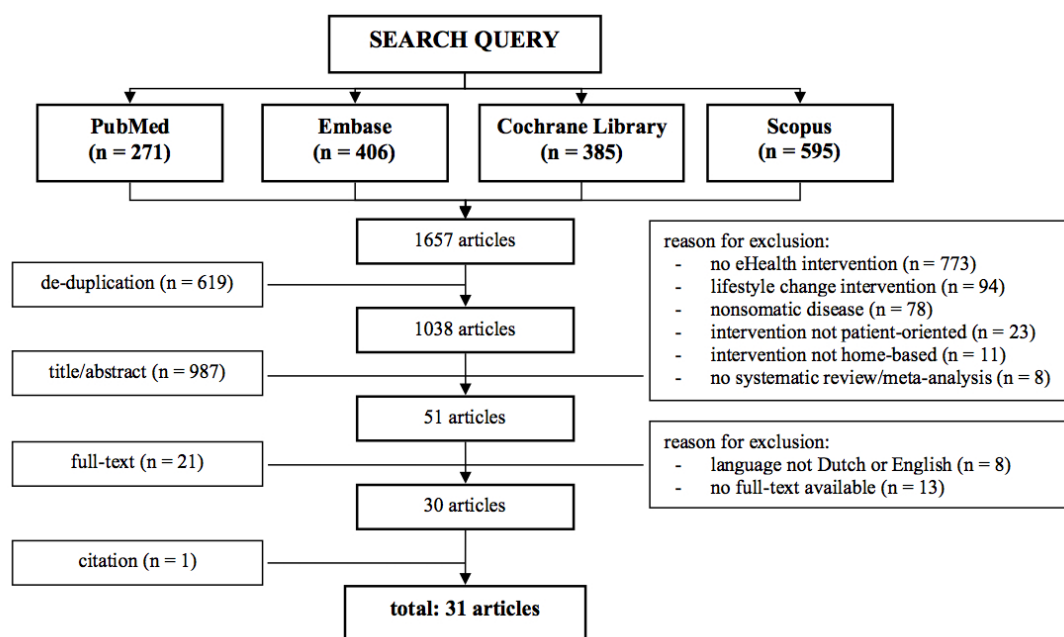 SEARCH QUERY
PubMed
(n = 271)
Embase
(n = 406)
Cochrane Library
(n = 385)
Scopus
(n = 595)
1657 articles
de-duplication (n = 619)
1038 articles
reason for exclusion:
- no eHealth intervention (n = 773)
- lifestyle change intervention (n = 94)
- nonsomatic disease (n = 78)
- intervention not patient-oriented (n = 23)
- intervention not home-based (n = 11)
- no systematic review/meta-analysis (n = 8)
title/abstract (n = 987)
51 articles
full-text (n = 21)
reason for exclusion:
- language not Dutch or English (n = 8)
- no full-text available (n = 13)
30 articles
citation (n = 1)
total: 31 articles